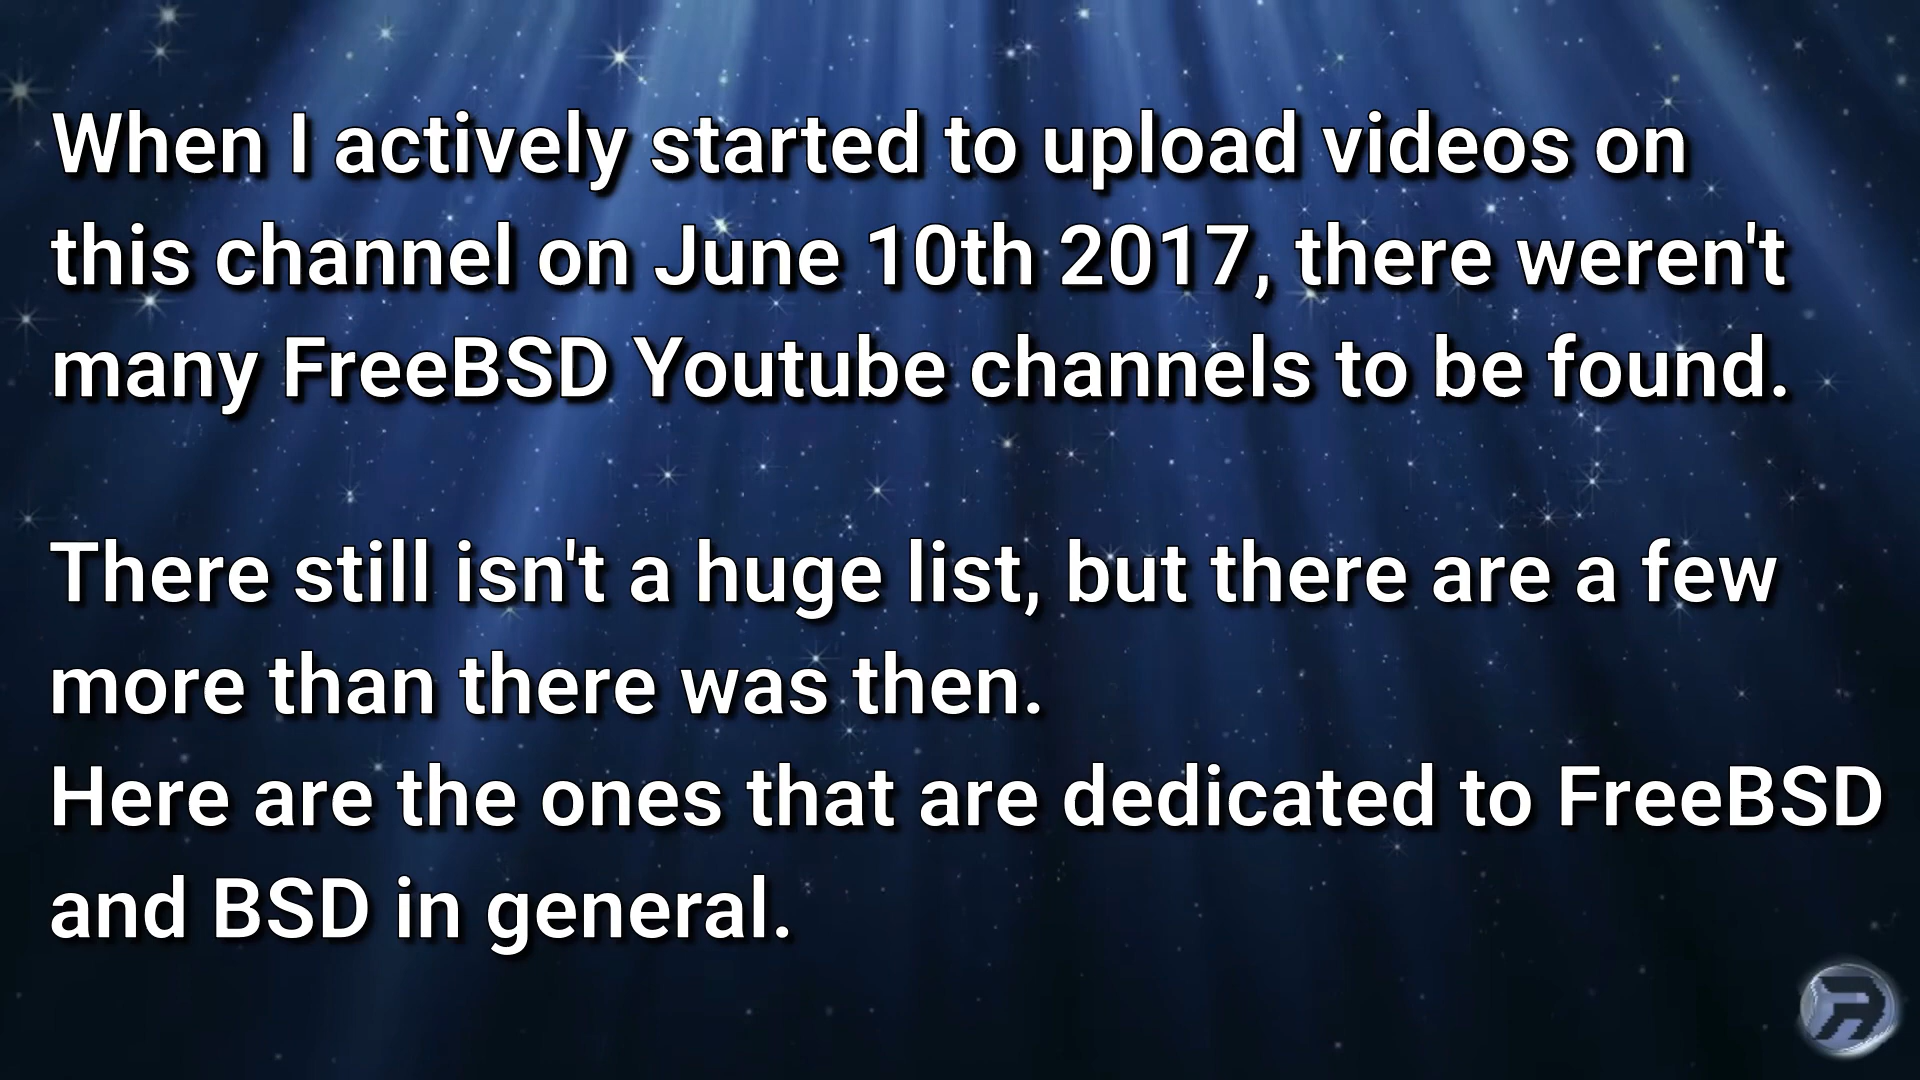 When I actively started to upload videos on
this channel on June 10th 2017, there weren't
many FreeBSD Youtube channels to be found.
There still isn't a huge list, but there are a few
more than there was then.
Here are the ones that are dedicated to FreeBSD
and BSD in general.